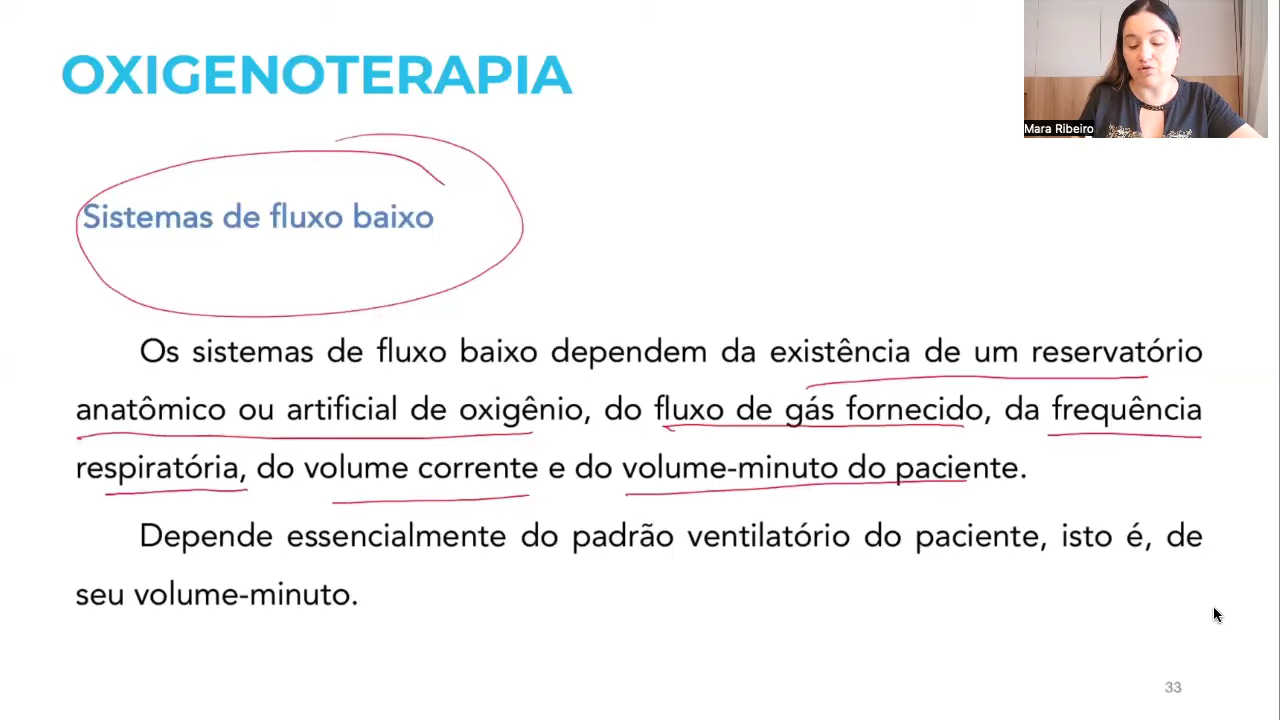 OXIGENOTERAPIA
Mara Ribeiro
Sistemas de fluxo baixo
Os sistemas de fluxo baixo dependem da existência de um reservatório
anatômico ou artificial de oxigênio, do fluxo de gás fornecido, da frequência
respiratória, do volume corrente e do volume-minuto do paciente.
Depende essencialmente do padrão ventilatório do paciente, isto é, de
seu volume-minuto.
33